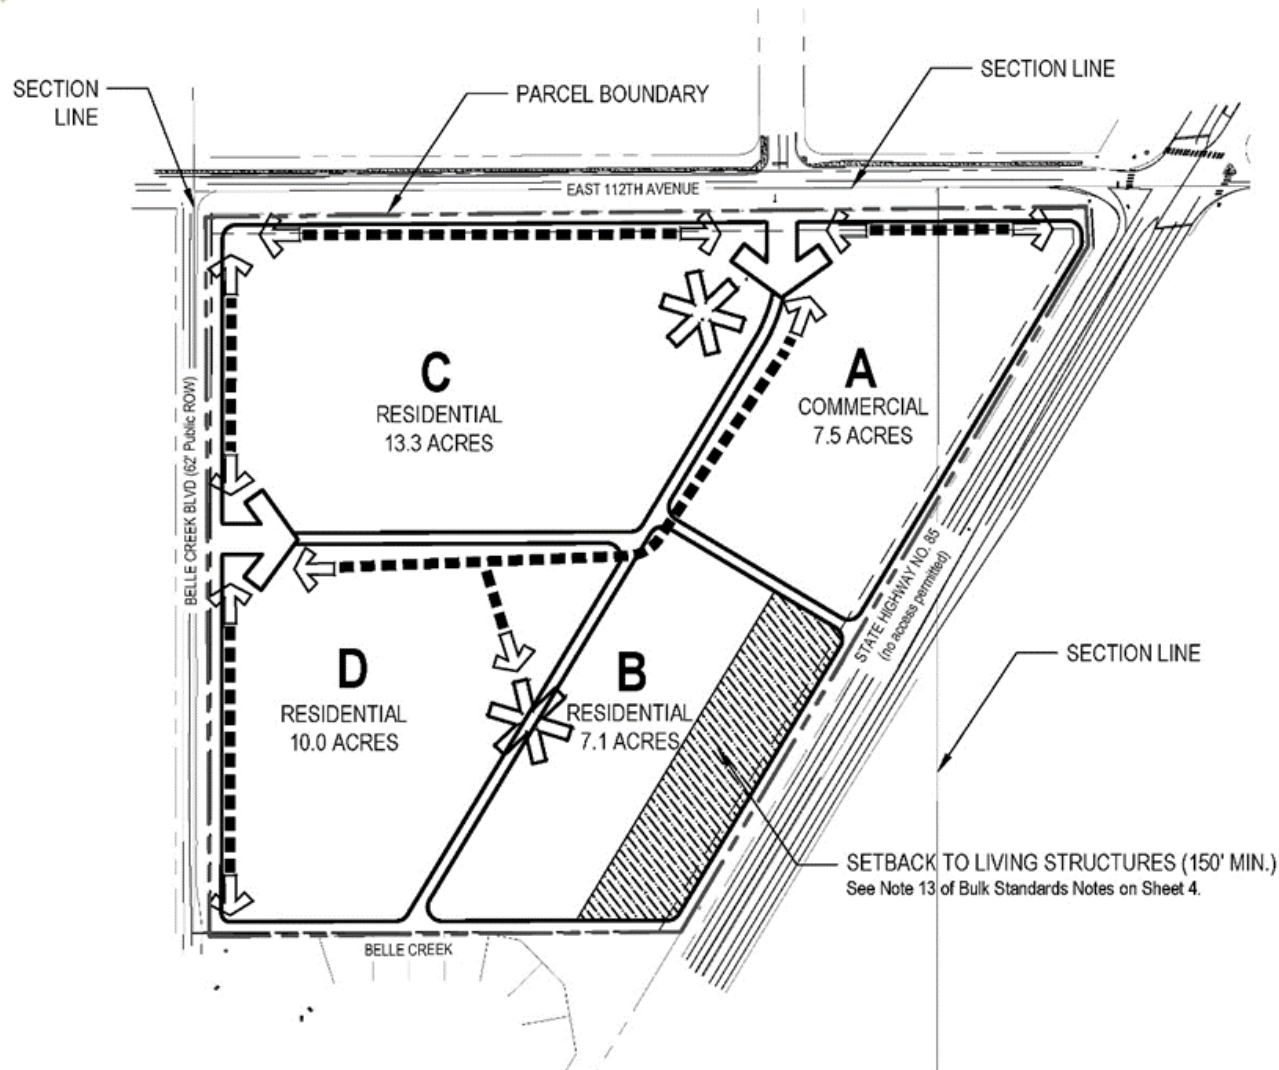 SECTION LINE
SECTION
LINE
PARCEL BOUNDARY
EAST 112TH AVENUE
C
RESIDENTIAL
13.3 ACRES
A
COMMERCIAL
7.5 ACRES
BELLE CREEK BLVD (62' Public ROW)
STATE HIGHWAY NO. 85
(no access permitted)
SECTION LINE
D
RESIDENTIAL
10.0 ACRES
B
RESIDENTIAL
7.1 ACRES
SETBACK TO LIVING STRUCTURES (150' MIN.)
See Note 13 of Bulk Standards Notes on Sheet 4.
BELLE CREEK